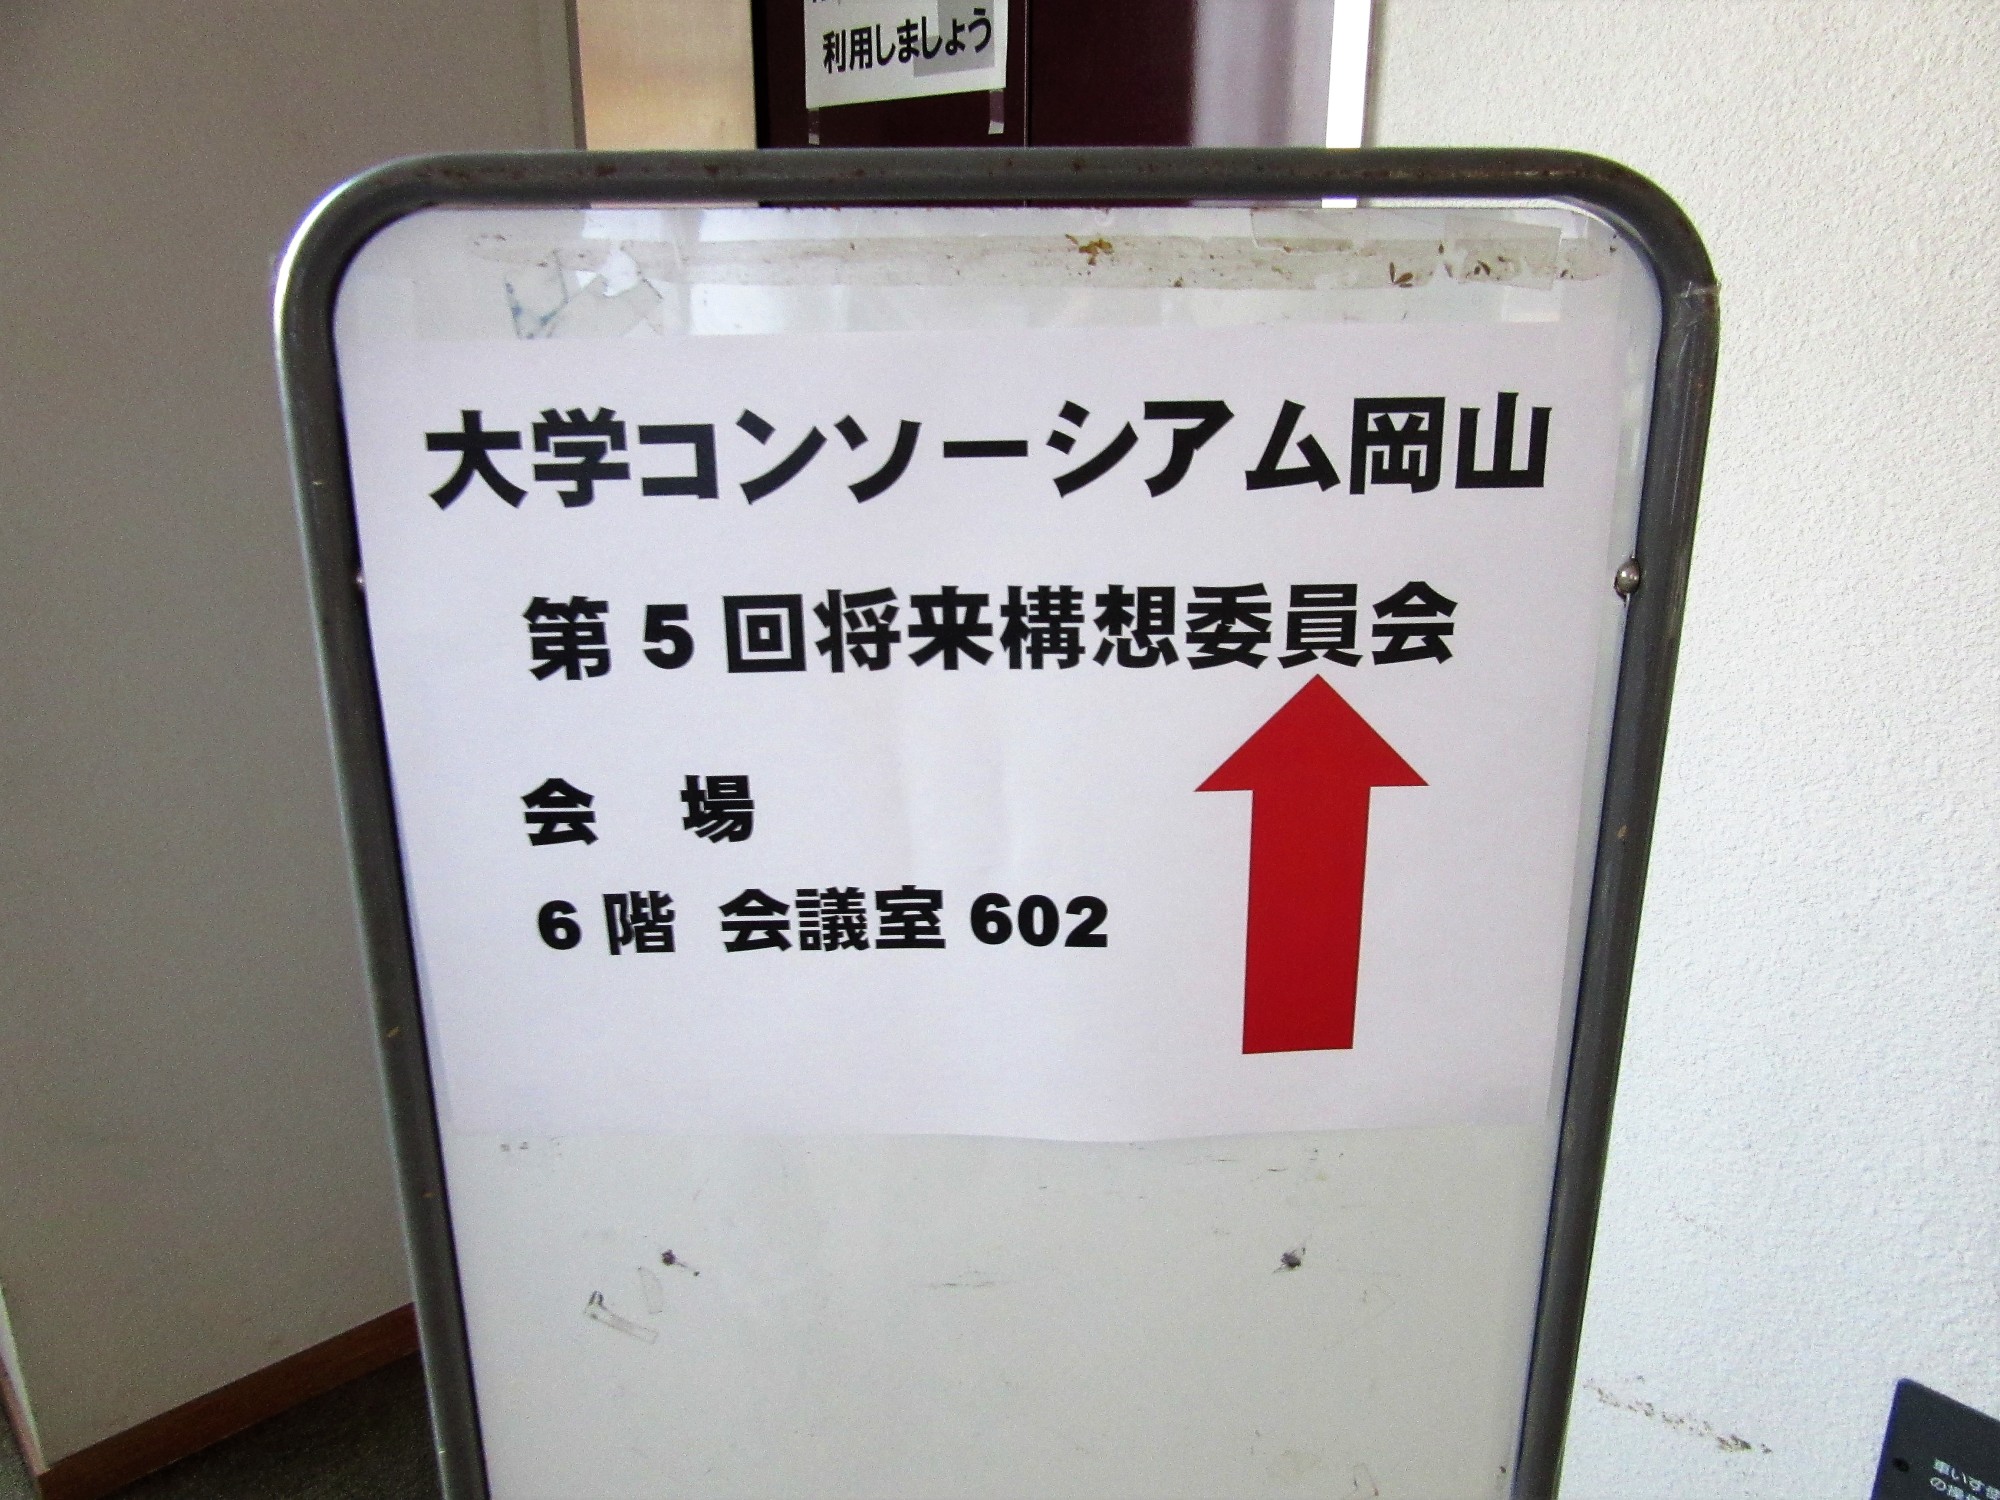 利用しましょう
大学コンソーシアム岡山
第5回将来構想委員会
会　場
6階 会議室602